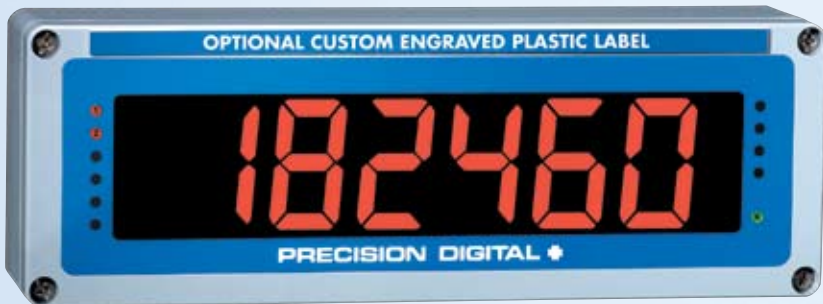 OPTIONAL CUSTOM ENGRAVED PLASTIC LABEL
182460
PRECISION DIGITAL